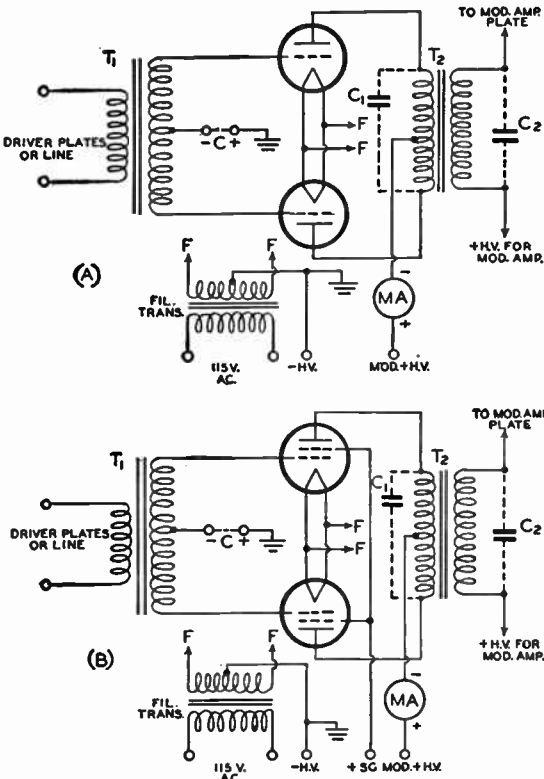 TO MOD. AMP.
PLATE
T1
T2
C1
C2
F
F
- C +
DRIVER PLATES
OR LINE
+H.V. FOR
MOD. AMP.
(A)
F
F
FIL.
TRANS.
-
MA
+
115 V.
AC.
-H.V.
MOD.+H.V.
TO MOD. AMP.
PLATE
T1
T2
C1
C2
F
F
- C +
DRIVER PLATES
OR LINE
+H.V. FOR
MOD. AMP.
(B)
F
F
FIL.
TRANS.
-
MA
+
115 V.
AC.
-H.V.
+ SG
MOD.+H.V.